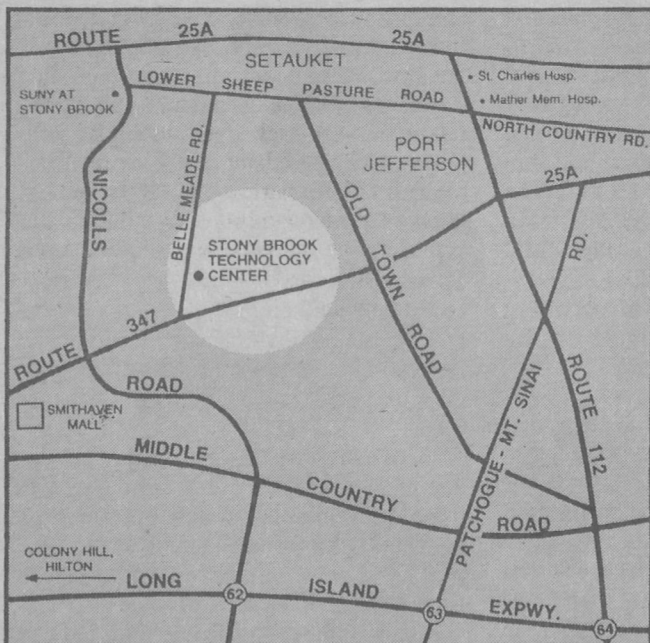 ROUTE 25A 25A
SETAUKET
St. Charles Hosp.
Mather Mem. Hosp.
SUNY AT
STONY BROOK
LOWER SHEEP PASTURE ROAD
NORTH COUNTRY RD.
PORT
JEFFERSON
25A
NICOLLS
BELLE MEADE RD.
OLD TOWN ROAD
RD.
STONY BROOK
TECHNOLOGY
CENTER
ROUTE 347
ROAD
SMITHAVEN
MALL
PATCHOGUE - MT. SINAI
ROUTE 112
MIDDLE COUNTRY ROAD
COLONY HILL,
HILTON
LONG ISLAND EXPWY.
62
63
64